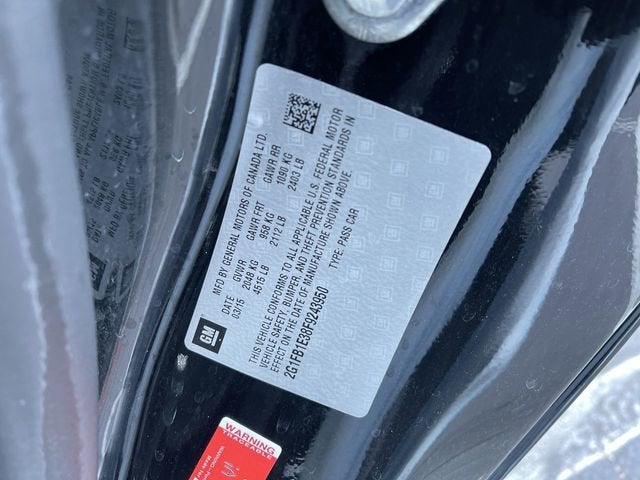 GM
MFD BY GENERAL MOTORS OF CANADA LTD.
DATE GVWR GAWR FRT GAWR RR
03/15 2048 KG 958 KG 1090 KG
4515 LB 2112 LB 2403 LB
THIS VEHICLE CONFORMS TO ALL APPLICABLE U.S. FEDERAL MOTOR
VEHICLE SAFETY, BUMPER, AND THEFT PREVENTION STANDARDS IN
EFFECT ON THE DATE OF MANUFACTURE SHOWN ABOVE.
2G1FB1E38F9243950 TYPE: PASS CAR
WARNING
TRACEABLE